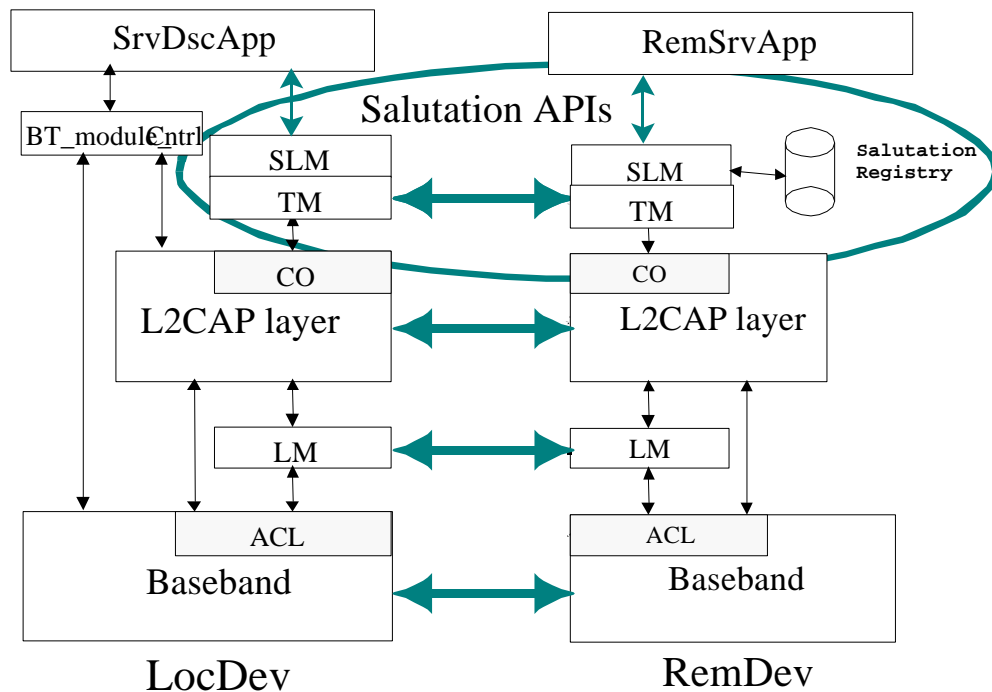 SrvDscApp
RemSrvApp
Salutation APIs
BT_module_Cntrl
SLM
TM
SLM
TM
Salutation
Registry
CO
L2CAP layer
CO
L2CAP layer
LM
LM
ACL
Baseband
ACL
Baseband
LocDev
RemDev